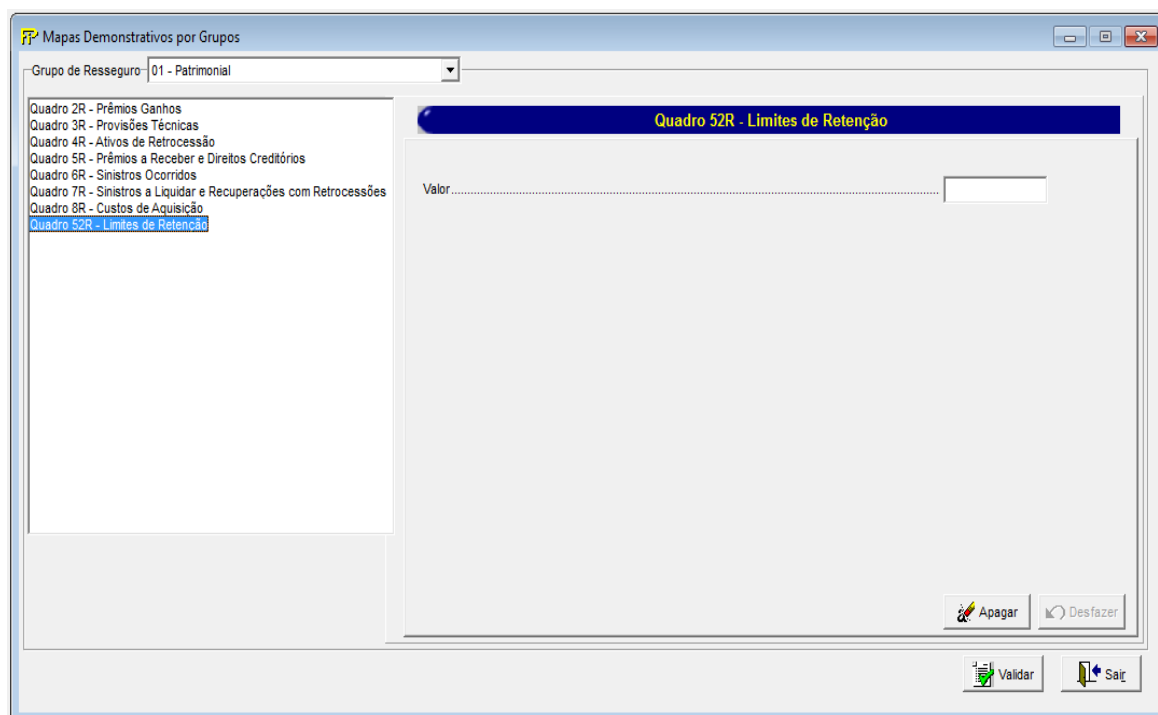 Mapas Demonstrativos por Grupos
Grupo de Resseguro 01 - Patrimonial
Quadro 2R - Prêmios Ganhos
Quadro 3R - Provisões Técnicas
Quadro 4R - Ativos de Retrocessão
Quadro 5R - Prêmios a Receber e Direitos Creditórios
Quadro 6R - Sinistros Ocorridos
Quadro 7R - Sinistros a Liquidar e Recuperações com Retrocessões
Quadro 8R - Custos de Aquisição
Quadro 52R - Limites de Retenção
Quadro 52R - Limites de Retenção
Valor
Apagar
Desfazer
Validar
Sair